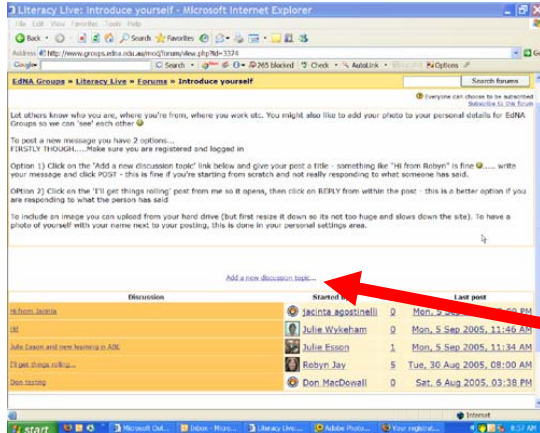 Literacy Live: Introduce yourself - Microsoft Internet Explorer
File Edit View Favorites Tools Help
Back Search Favorites
Address http://www.groups.edna.edu.au/mod/forum/view.php?id=3374 Go
Google Search 265 blocked Check AutoLink Options
EdNA Groups » Literacy Live » Forums » Introduce yourself Search forums
Everyone can choose to be subscribed
Subscribe to this forum
Let others know who you are, where you're from, where you work etc. You might also like to add your photo to your personal details for EdNA
Groups so we can 'see' each other
To post a new message you have 2 options...
FIRSTLY THOUGH.....Make sure you are registered and logged in
Option 1) Click on the 'Add a new discussion topic' link below and give your post a title - something like "Hi from Robyn" is fine ..... write
your message and click POST - this is fine if you're starting from scratch and not really responding to what someone has said.
OPtion 2) Click on the 'I'll get things rolling' post from me so it opens, then click on REPLY from within the post - this is a better option if you
are responding to what the person has said
To include an image you can upload from your hard drive (but first resize it down so its not too huge and slows down the site). To have a
photo of yourself with your name next to your posting, this is done in your personal settings area.
Add a new discussion topic...
Discussion Started Last post
Hi from Jacinta jacinta agostinelli 0 Mon, 5 Sep PM
Hi! Julie Wykeham 0 Mon, 5 Sep 2005, 11:46 AM
Julie Esson and new learning in ABE Julie Esson 1 Mon, 5 Sep 2005, 11:34 AM
I'll get things rolling... Robyn Jay 5 Tue, 30 Aug 2005, 08:00 AM
Don testing Don MacDowall 0 Sat, 6 Aug 2005, 03:38 PM
Internet
start Microsoft Out... Inbox - Micro... Literacy Live:... Adobe Photo... Your registrat... 8:57 AM